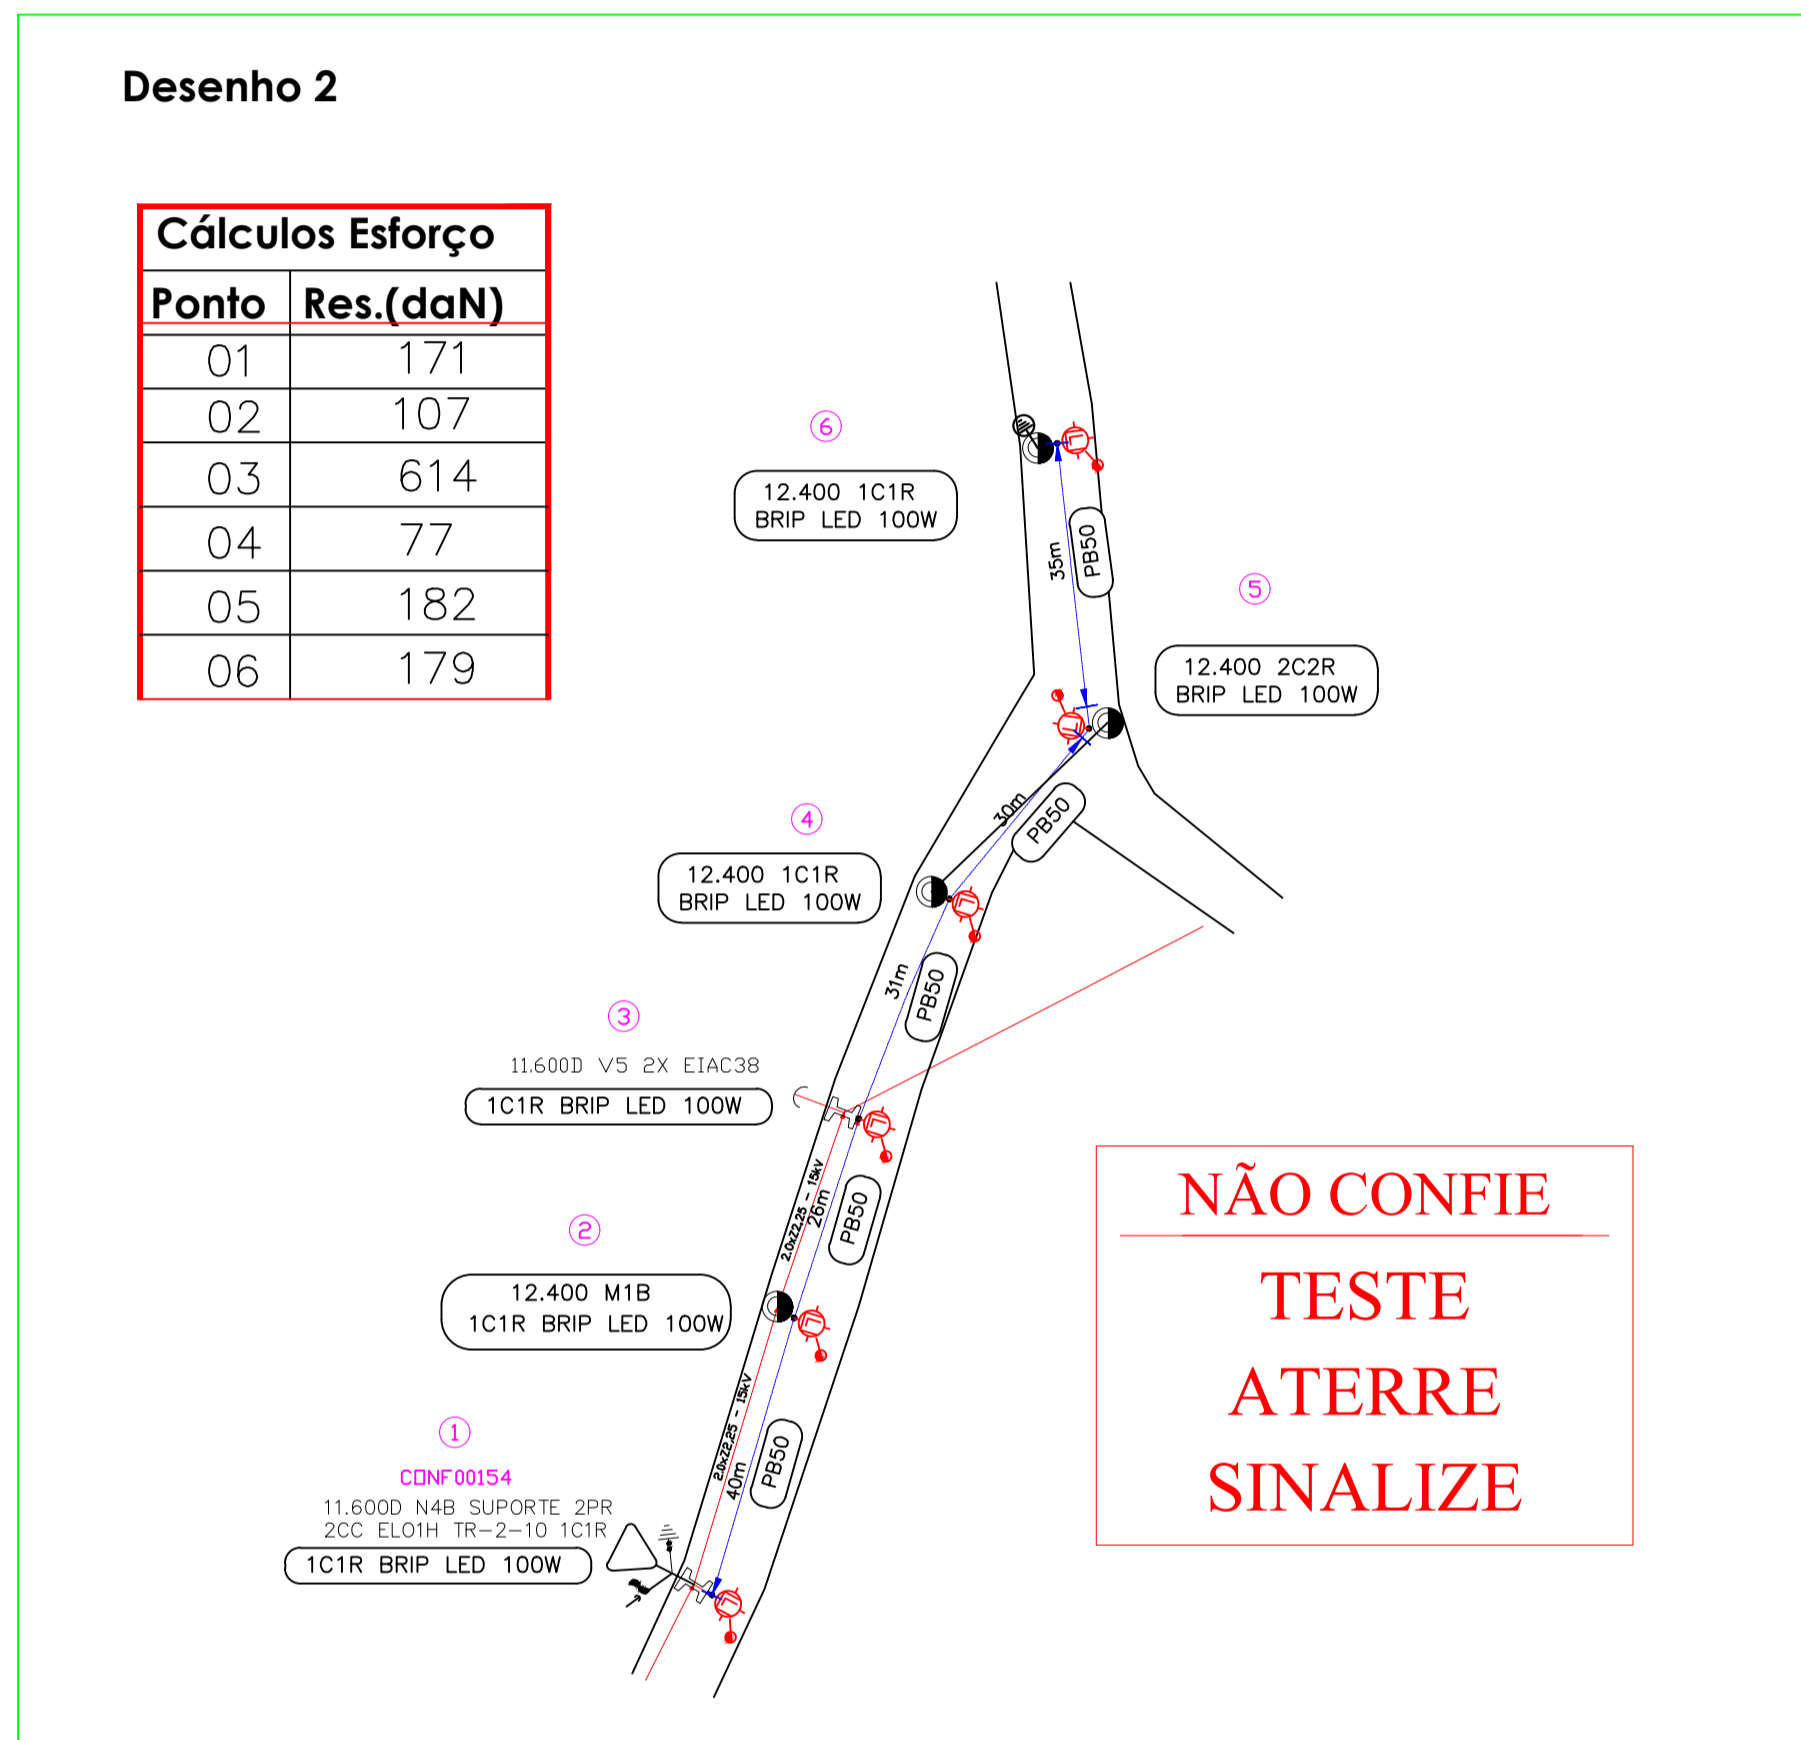 Desenho 2
Cálculos Esforço
Ponto Res.(daN)
01 171
02 107
03 614
04 77
05 182
06 179
6
12.400 1C1R
BRIP LED 100W
35m
PB50
5
12.400 2C2R
BRIP LED 100W
30m
PB50
4
12.400 1C1R
BRIP LED 100W
31m
PB50
3
11.600D V5 2X EIAC38
1C1R BRIP LED 100W
2.0xZ2,25 - 15kV
26m
PB50
2
12.400 M1B
1C1R BRIP LED 100W
2.0xZ2,25 - 15kV
40m
PB50
1
CONF00154
11.600D N4B SUPORTE 2PR
2CC ELO1H TR-2-10 1C1R
1C1R BRIP LED 100W
NÃO CONFIE
TESTE
ATERRE
SINALIZE